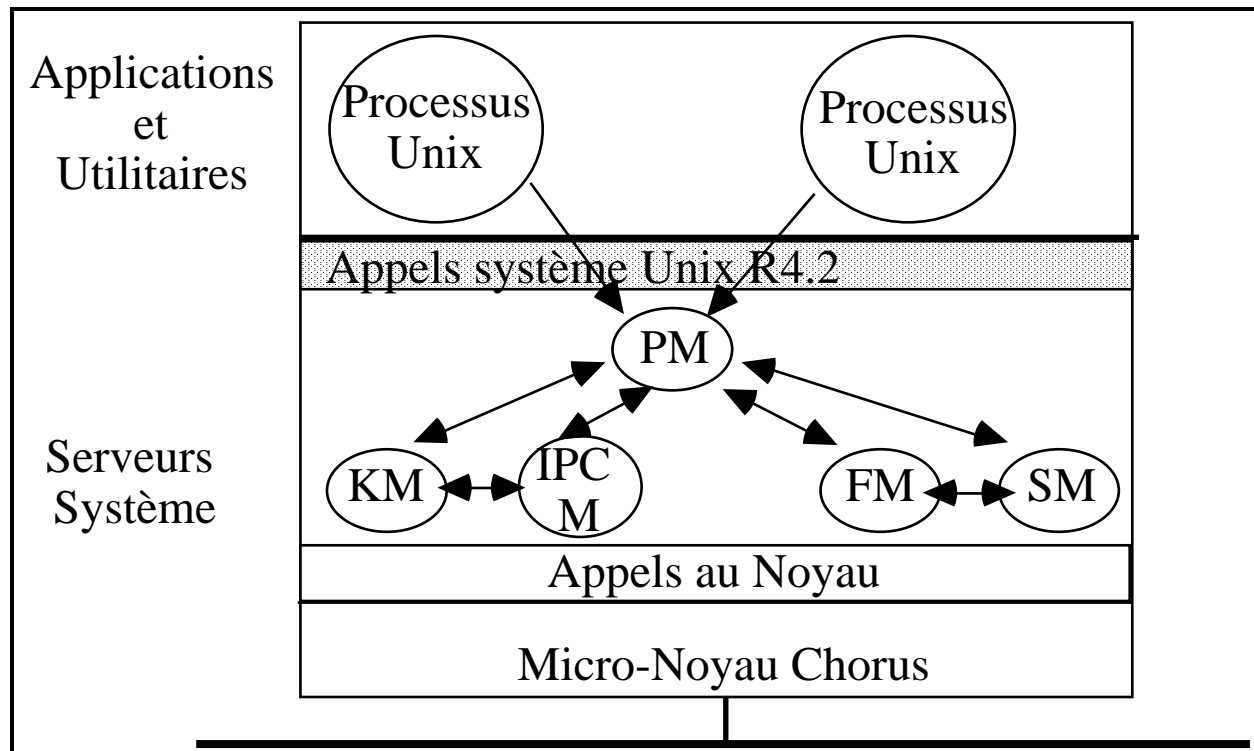 Applications
et
Utilitaires
Processus
Unix
Processus
Unix
Appels système Unix R4.2
PM
Serveurs
Système
KM
IPC
M
FM
SM
Appels au Noyau
Micro-Noyau Chorus